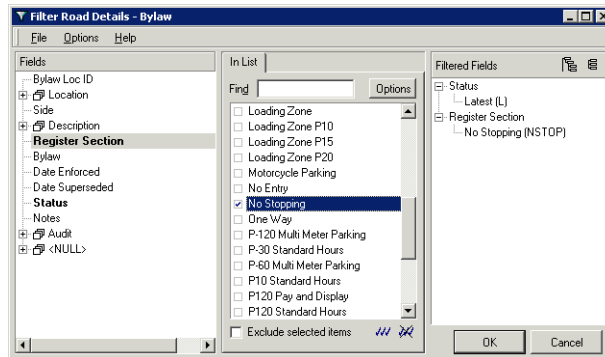 Filter Road Details - Bylaw
File Options Help
Fields
Bylaw Loc ID
Location
Side
Description
Register Section
Bylaw
Date Enforced
Date Superseded
Status
Notes
Audit
<NULL>
In List
Find
Options
Loading Zone
Loading Zone P10
Loading Zone P15
Loading Zone P20
Motorcycle Parking
No Entry
No Stopping
One Way
P-120 Multi Meter Parking
P-30 Standard Hours
P-60 Multi Meter Parking
P10 Standard Hours
P120 Pay and Display
P120 Standard Hours
Exclude selected items
Filtered Fields
Status
Latest (L)
Register Section
No Stopping (NSTOP)
OK
Cancel